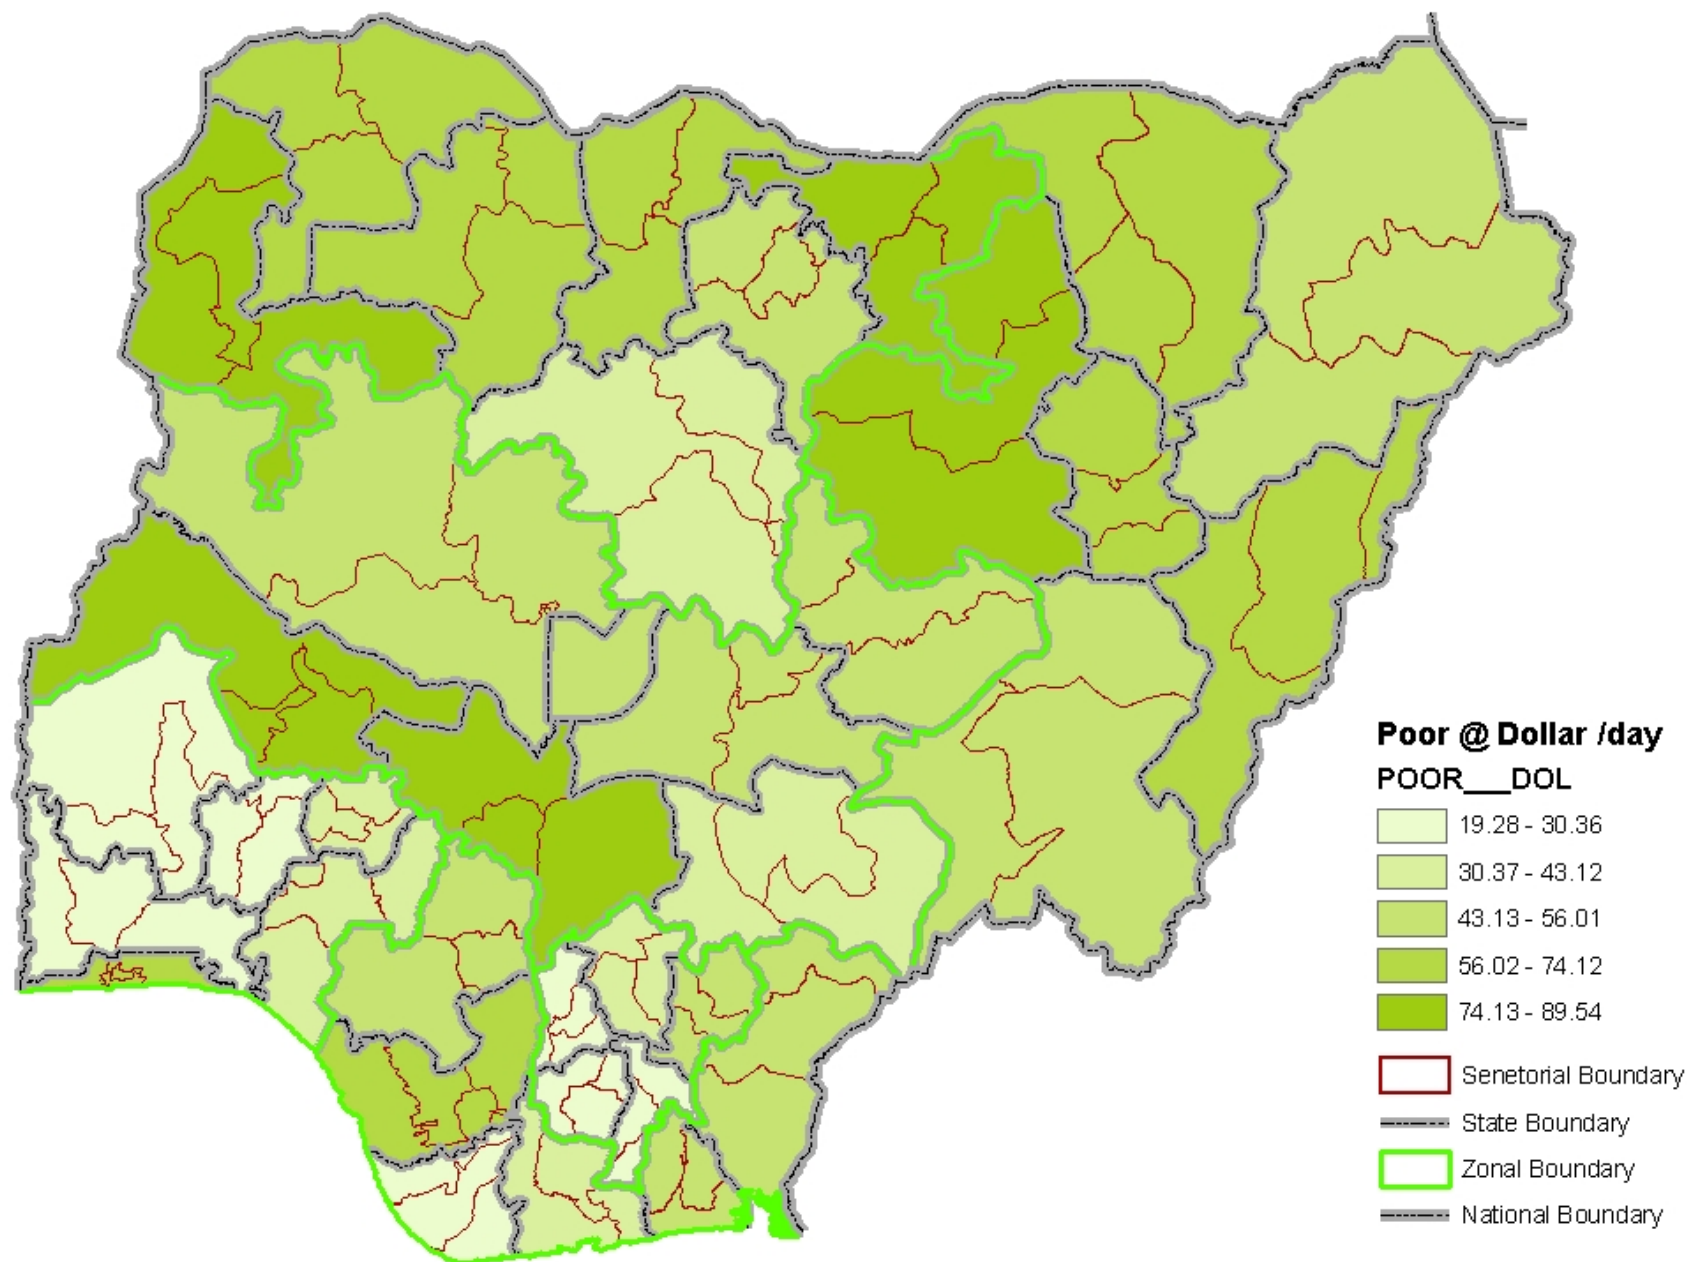 Poor @ Dollar /day
POOR___DOL
19.28 - 30.36
30.37 - 43.12
43.13 - 56.01
56.02 - 74.12
74.13 - 89.54
Senetorial Boundary
State Boundary
Zonal Boundary
National Boundary